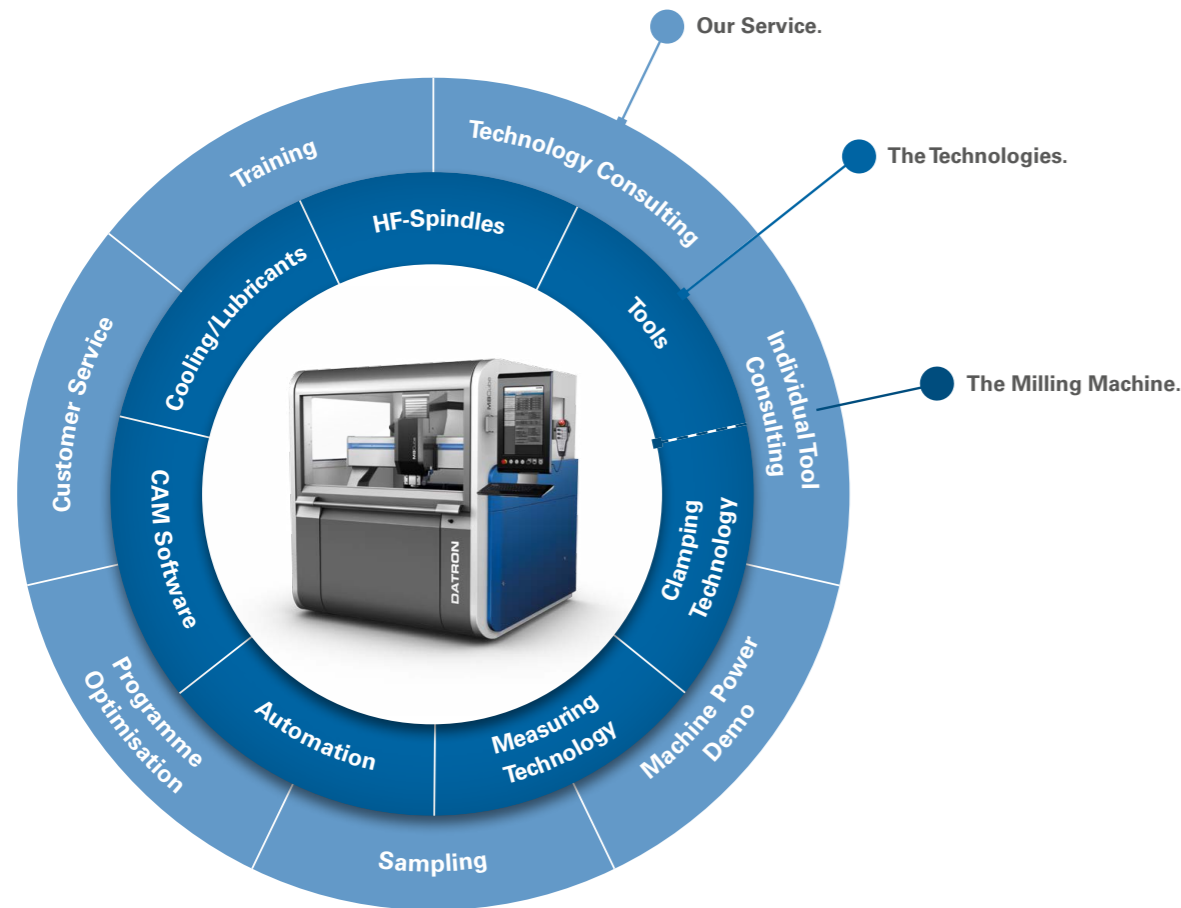 Our Service.
The Technologies.
The Milling Machine.
Training
Technology Consulting
Individual Tool
Consulting
Machine Power
Demo
Sampling
Programme
Optimisation
Customer Service
HF-Spindles
Tools
Clamping
Technology
Measuring
Technology
Automation
CAM Software
Cooling/Lubricants
DATRON